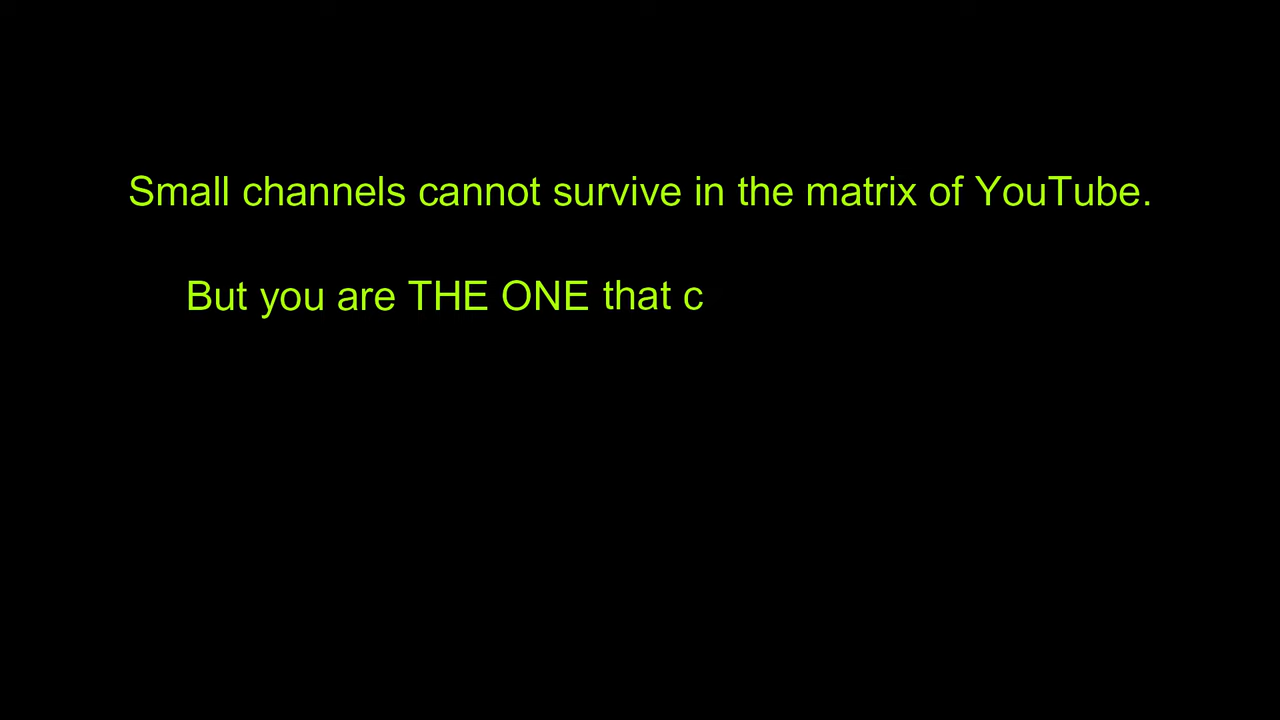 Small channels cannot survive in the matrix of YouTube.
But you are THE ONE that c